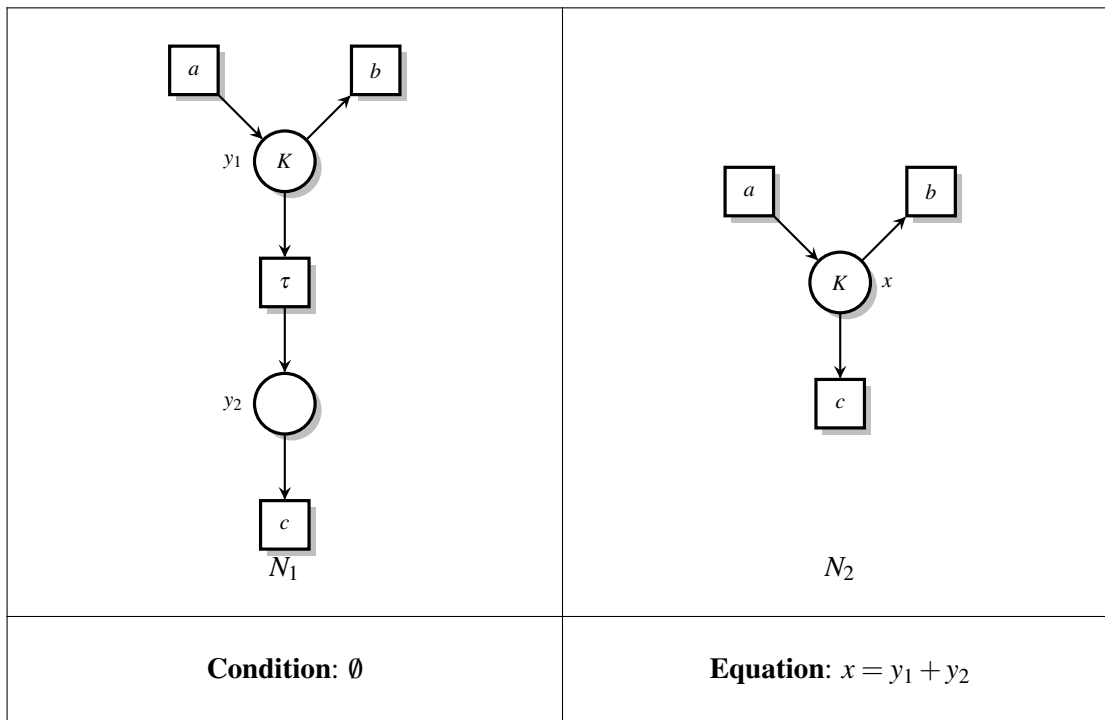 a
b
y₁
K
τ
y₂
c
N₁
a
b
K
x
c
N₂
Condition: ∅
Equation: x = y₁ + y₂